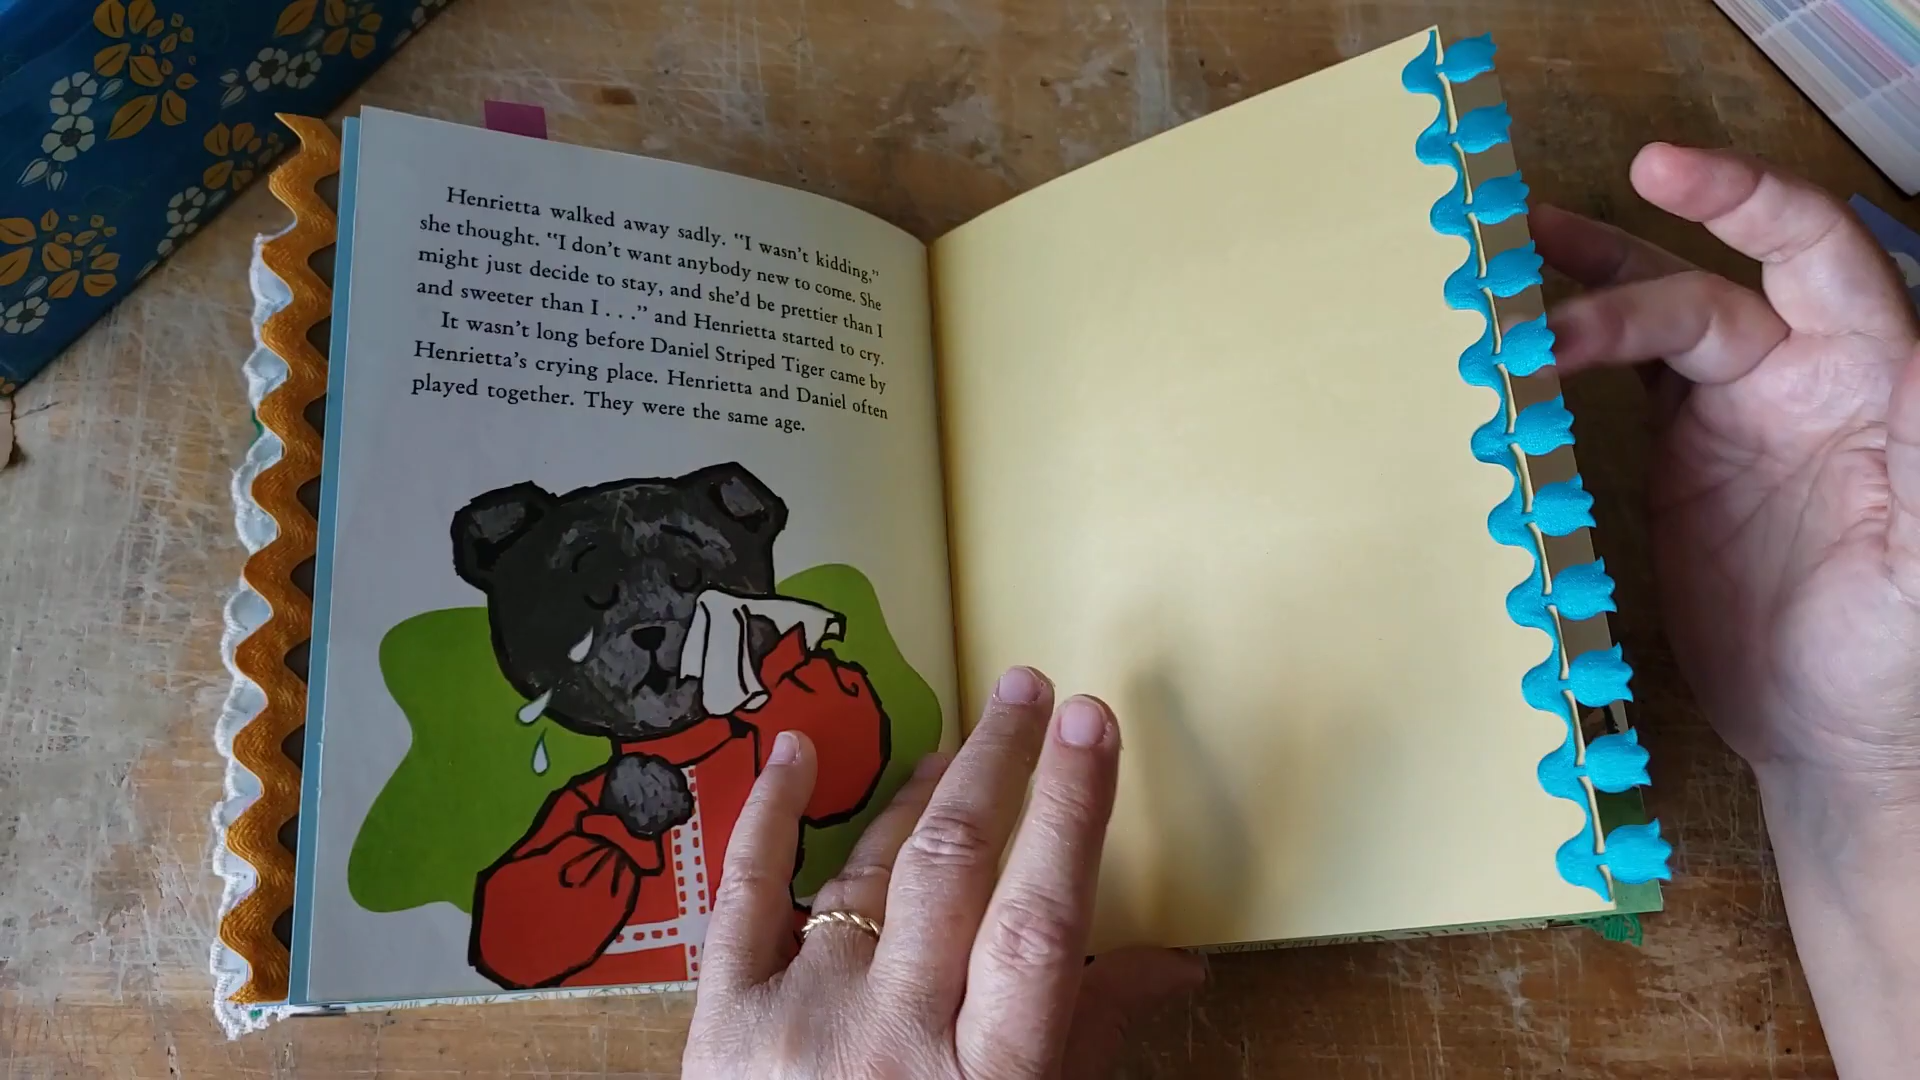 Henrietta walked away sadly. "I wasn't kidding,"
she thought. "I don't want anybody new to come. She
might just decide to stay, and she'd be prettier than I
and sweeter than I . . ." and Henrietta started to cry.
It wasn't long before Daniel Striped Tiger came by
Henrietta's crying place. Henrietta and Daniel often
played together. They were the same age.